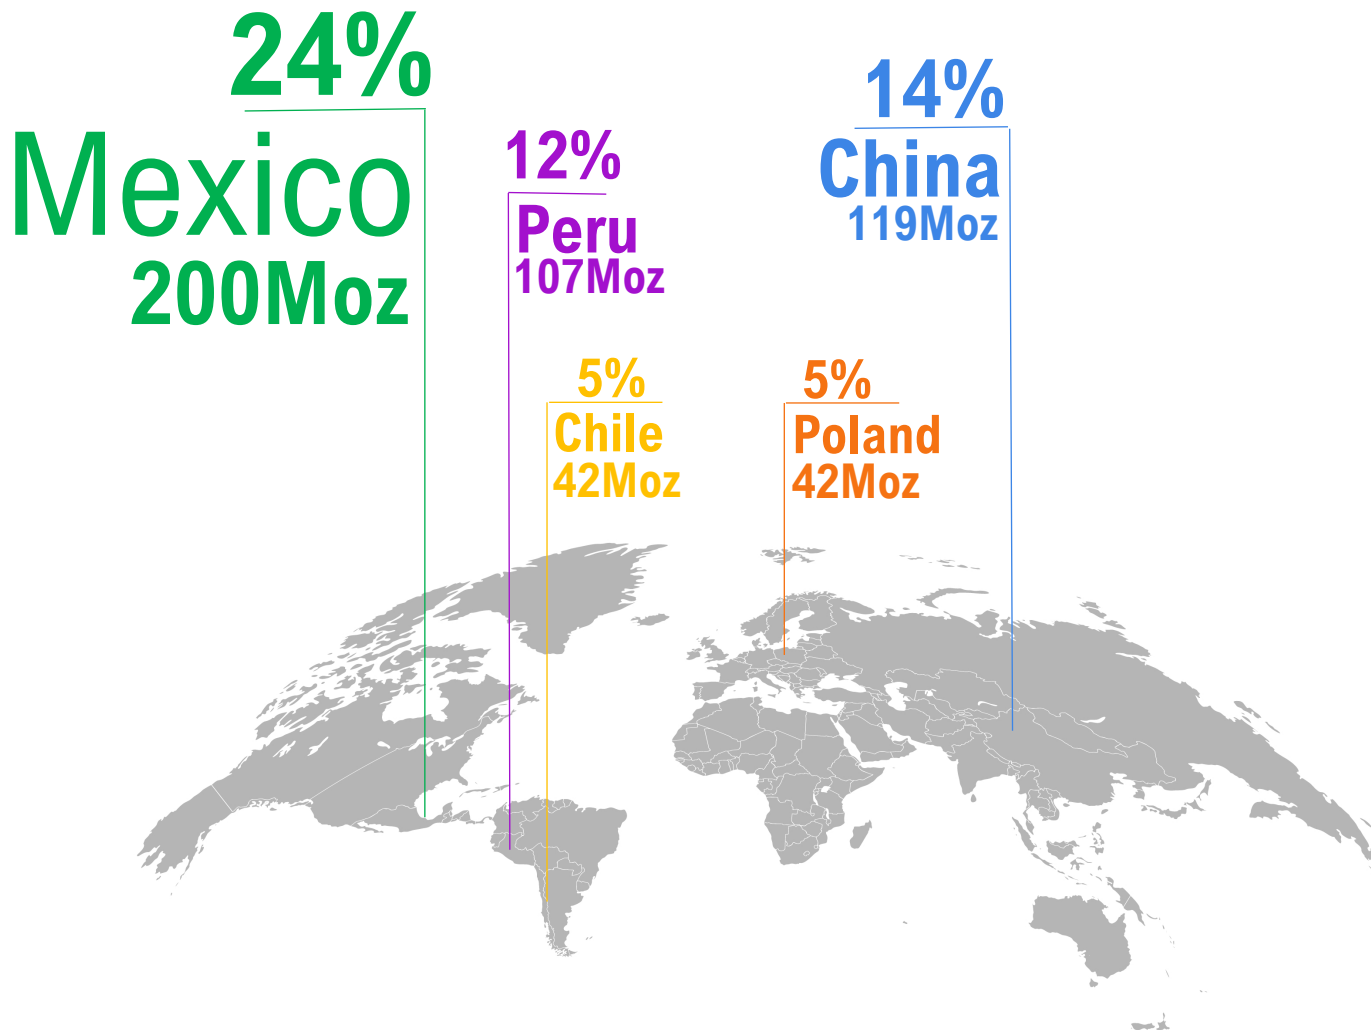 24%
Mexico
200Moz
12%
Peru
107Moz
14%
China
119Moz
5%
Chile
42Moz
5%
Poland
42Moz